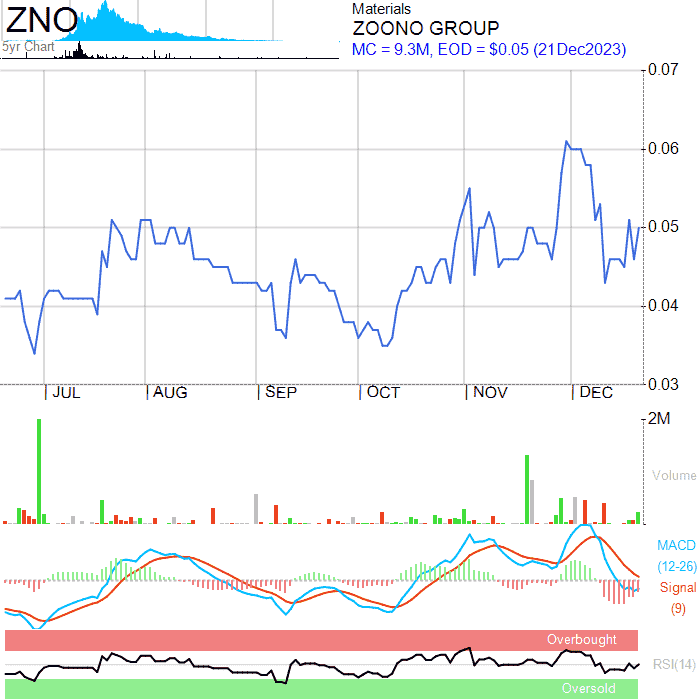 ZNO
5yr Chart
Materials
ZOONO GROUP
MC = 9.3M, EOD = $0.05 (21Dec2023)
0.07
0.06
0.05
0.04
0.03
JUL AUG SEP OCT NOV DEC
2M
Volume
MACD
(12-26)
Signal
(9)
Overbought
RSI(14)
Oversold